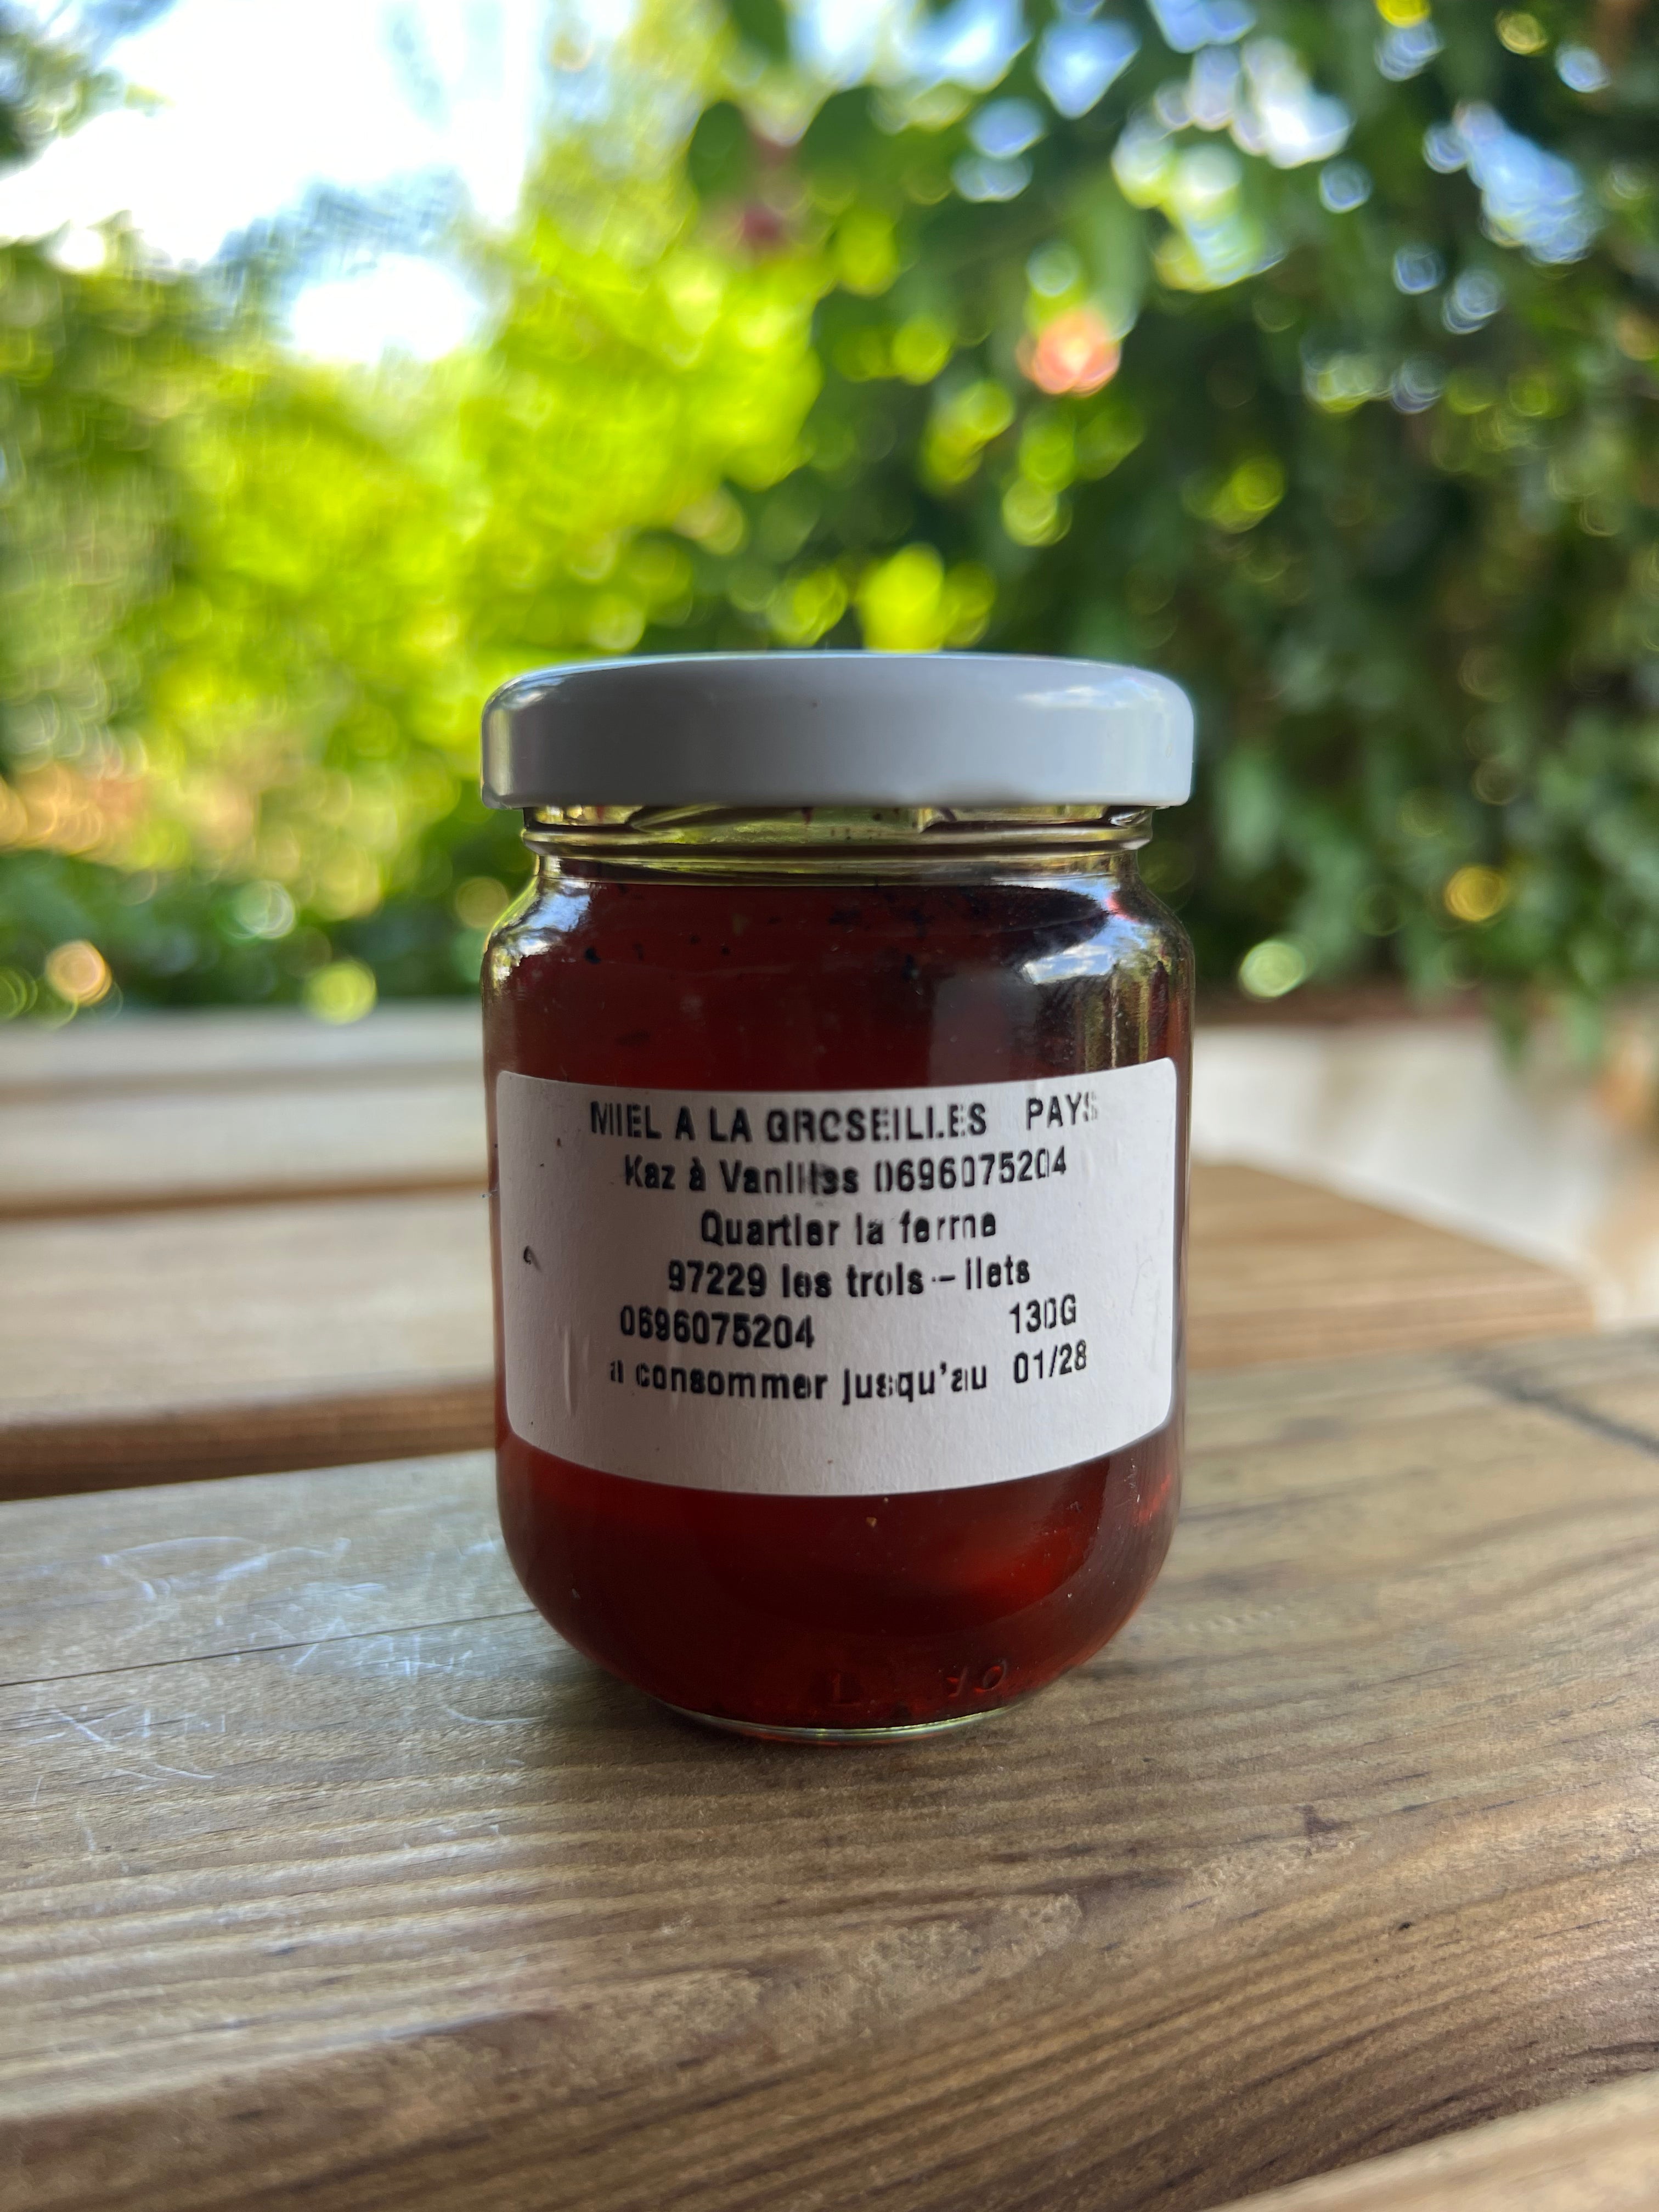 MIEL A LA GROSEILLES PAYS
Kaz à Vanilles 0696075204
Quartier la ferme
97229 les trois - ilets
0696075204 130G
a consommer jusqu'au 01/28